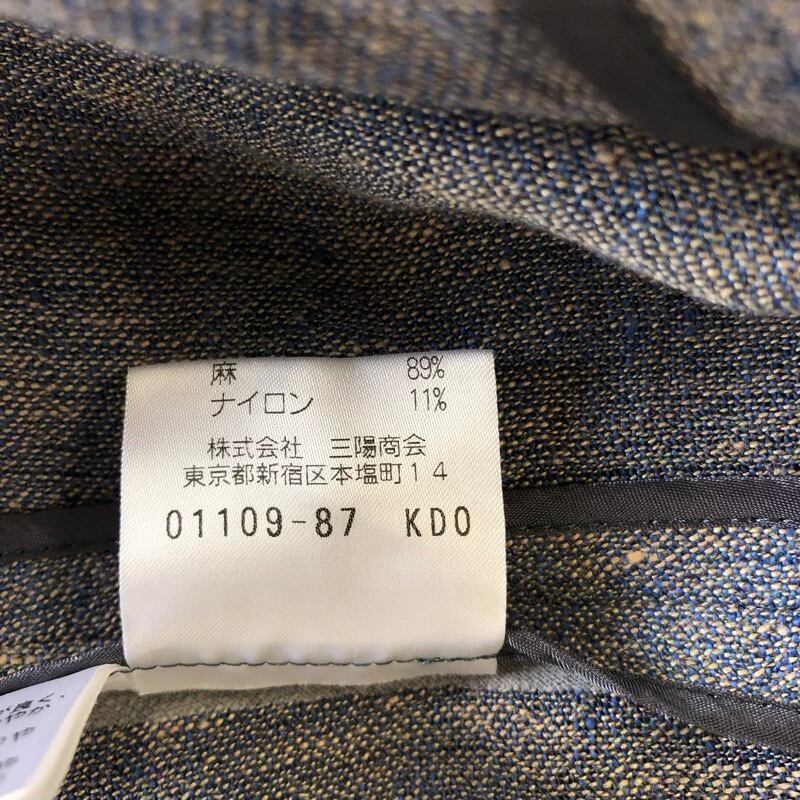 麻 89%
ナイロン 11%
株式会社 三陽商会
東京都新宿区本塩町14
01109-87 KDO